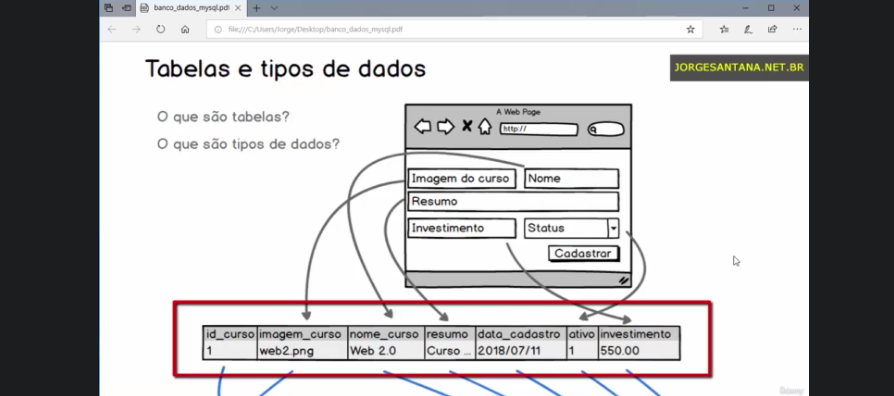 banco_dados_mysql.pdf
file:///C:/Users/Jorge/Desktop/banco_dados_mysql.pdf
Tabelas e tipos de dados
JORGESANTANA.NET.BR
O que são tabelas?
O que são tipos de dados?
A Web Page
http://
Imagem do curso Nome
Resumo
Investimento Status
Cadastrar
id_curso imagem_curso nome_curso resumo data_cadastro ativo investimento
1 web2.png Web 2.0 Curso ... 2018/07/11 1 550.00
Udemy